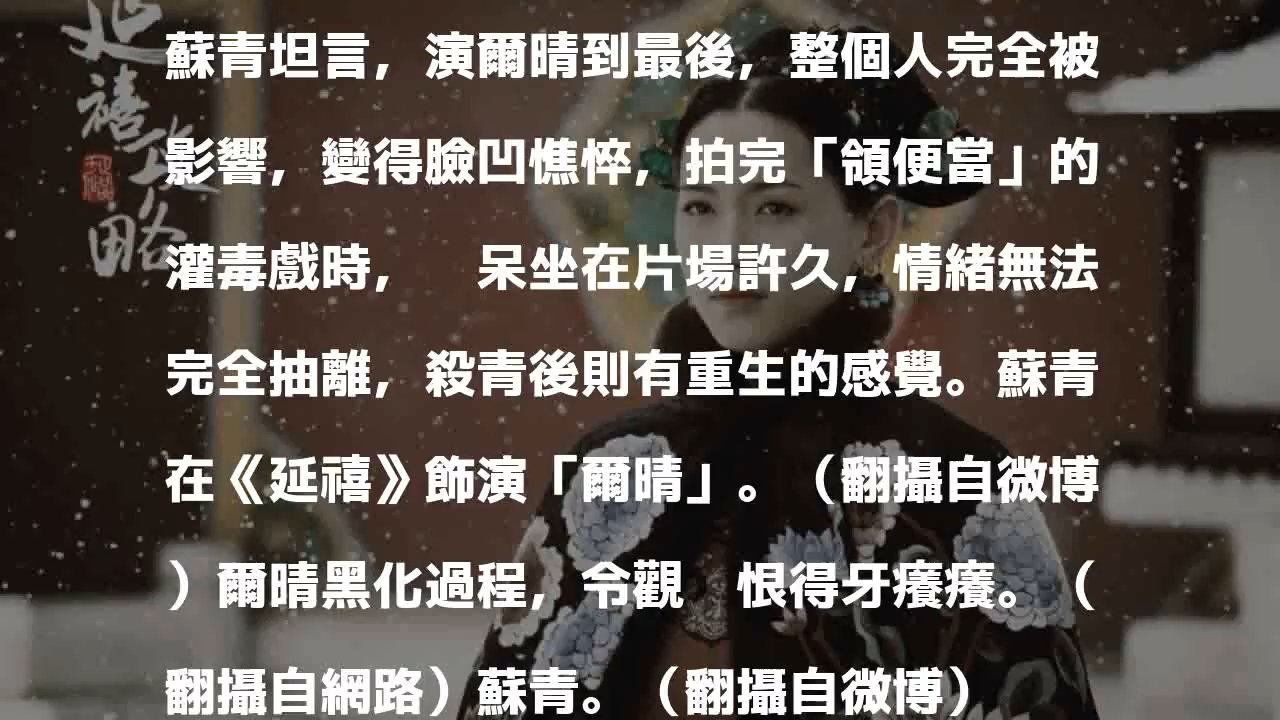 延禧攻略
蘇青坦言，演爾晴到最後，整個人完全被
影響，變得臉凹憔悴，拍完「領便當」的
灌毒戲時，　呆坐在片場許久，情緒無法
完全抽離，殺青後則有重生的感覺。蘇青
在《延禧》飾演「爾晴」。（翻攝自微博
）爾晴黑化過程，令觀　恨得牙癢癢。（
翻攝自網路）蘇青。（翻攝自微博）